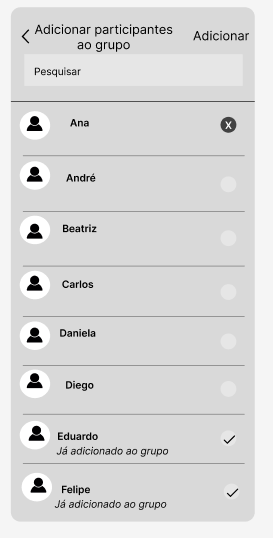 Adicionar participantes
ao grupo
Adicionar
Pesquisar
Ana
X
André
Beatriz
Carlos
Daniela
Diego
Eduardo
Já adicionado ao grupo
Felipe
Já adicionado ao grupo